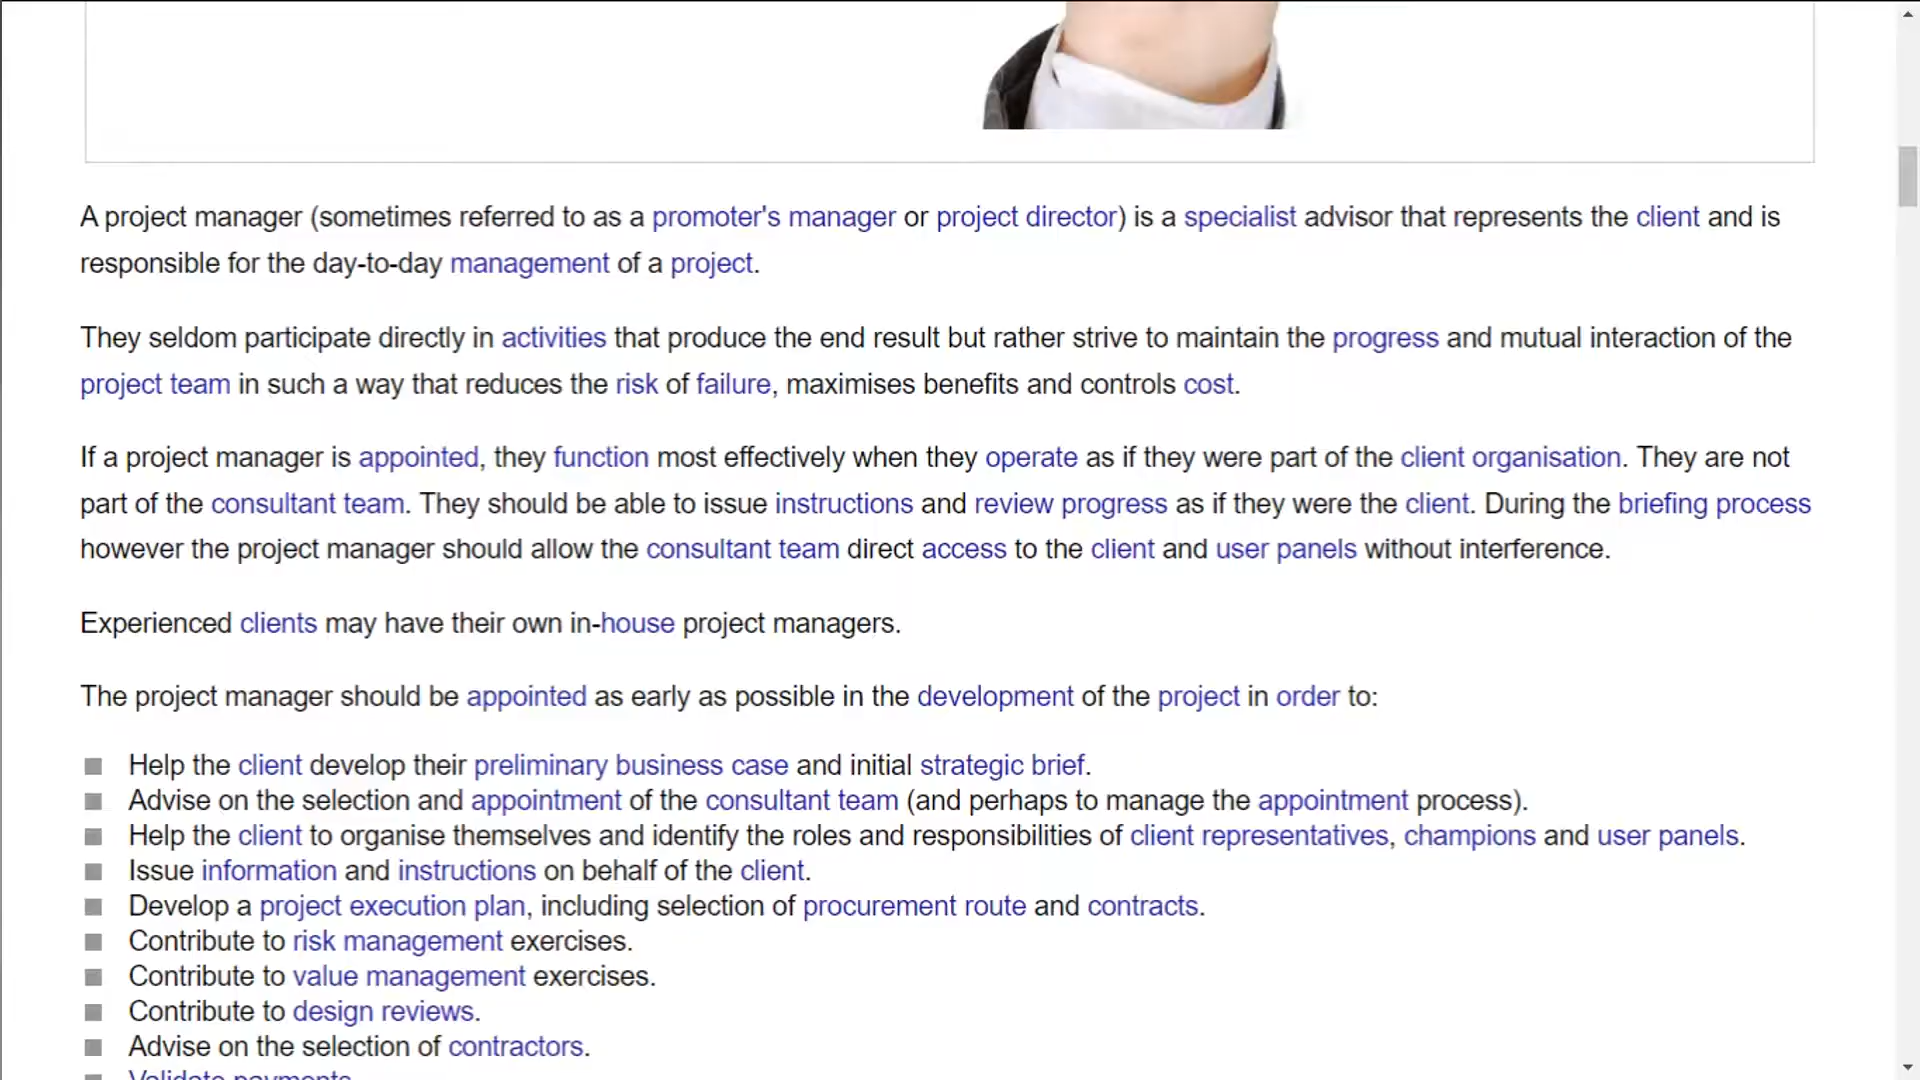 A project manager (sometimes referred to as a promoter's manager or project director) is a specialist advisor that represents the client and is
responsible for the day-to-day management of a project.
They seldom participate directly in activities that produce the end result but rather strive to maintain the progress and mutual interaction of the
project team in such a way that reduces the risk of failure, maximises benefits and controls cost.
If a project manager is appointed, they function most effectively when they operate as if they were part of the client organisation. They are not
part of the consultant team. They should be able to issue instructions and review progress as if they were the client. During the briefing process
however the project manager should allow the consultant team direct access to the client and user panels without interference.
Experienced clients may have their own in-house project managers.
The project manager should be appointed as early as possible in the development of the project in order to:
Help the client develop their preliminary business case and initial strategic brief.
Advise on the selection and appointment of the consultant team (and perhaps to manage the appointment process).
Help the client to organise themselves and identify the roles and responsibilities of client representatives, champions and user panels.
Issue information and instructions on behalf of the client.
Develop a project execution plan, including selection of procurement route and contracts.
Contribute to risk management exercises.
Contribute to value management exercises.
Contribute to design reviews.
Advise on the selection of contractors.
Validate payments.